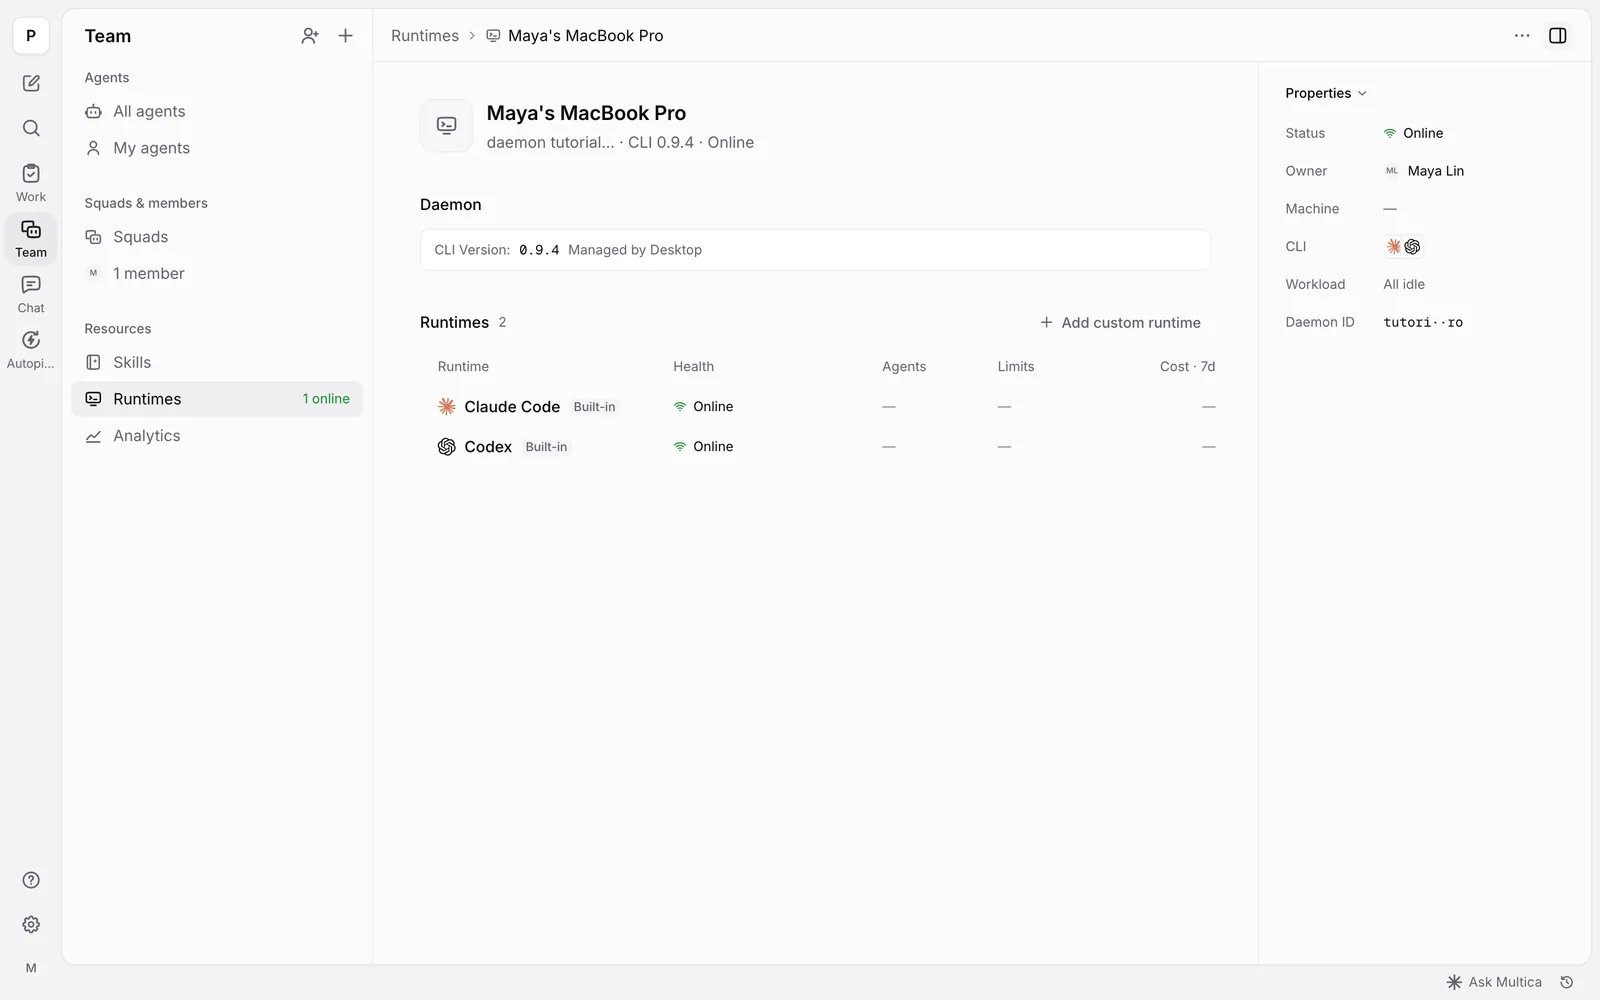 P
Work
Team
Chat
Autopi...
M
Team
Agents
All agents
My agents
Squads & members
Squads
M 1 member
Resources
Skills
Runtimes 1 online
Analytics
Runtimes > Maya's MacBook Pro
Maya's MacBook Pro
daemon tutorial... · CLI 0.9.4 · Online
Daemon
CLI Version: 0.9.4 Managed by Desktop
Runtimes 2
+ Add custom runtime
Runtime Health Agents Limits Cost · 7d
Claude Code Built-in Online — — —
Codex Built-in Online — — —
Properties
Status Online
Owner ML Maya Lin
Machine —
CLI
Workload All idle
Daemon ID tutori··ro
Ask Multica